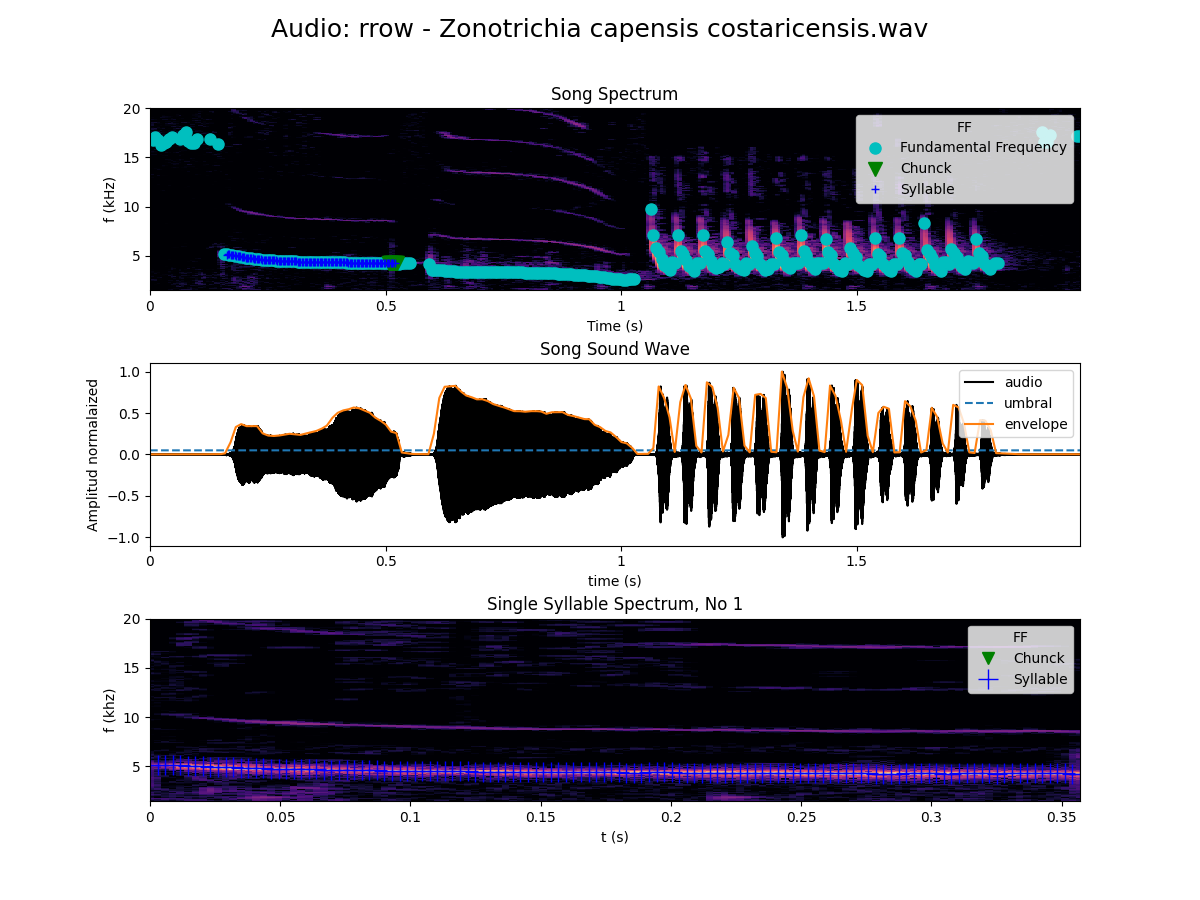 Audio: rrow - Zonotrichia capensis costaricensis.wav
Song Spectrum
20
15
10
5
f (kHz)
FF
Fundamental Frequency
Chunck
Syllable
0 0.5 1 1.5
Time (s)
Song Sound Wave
1.0
0.5
0.0
−0.5
−1.0
Amplitud normalaized
audio
umbral
envelope
0 0.5 1 1.5
time (s)
Single Syllable Spectrum, No 1
20
15
10
5
f (khz)
FF
Chunck
Syllable
0 0.05 0.1 0.15 0.2 0.25 0.3 0.35
t (s)